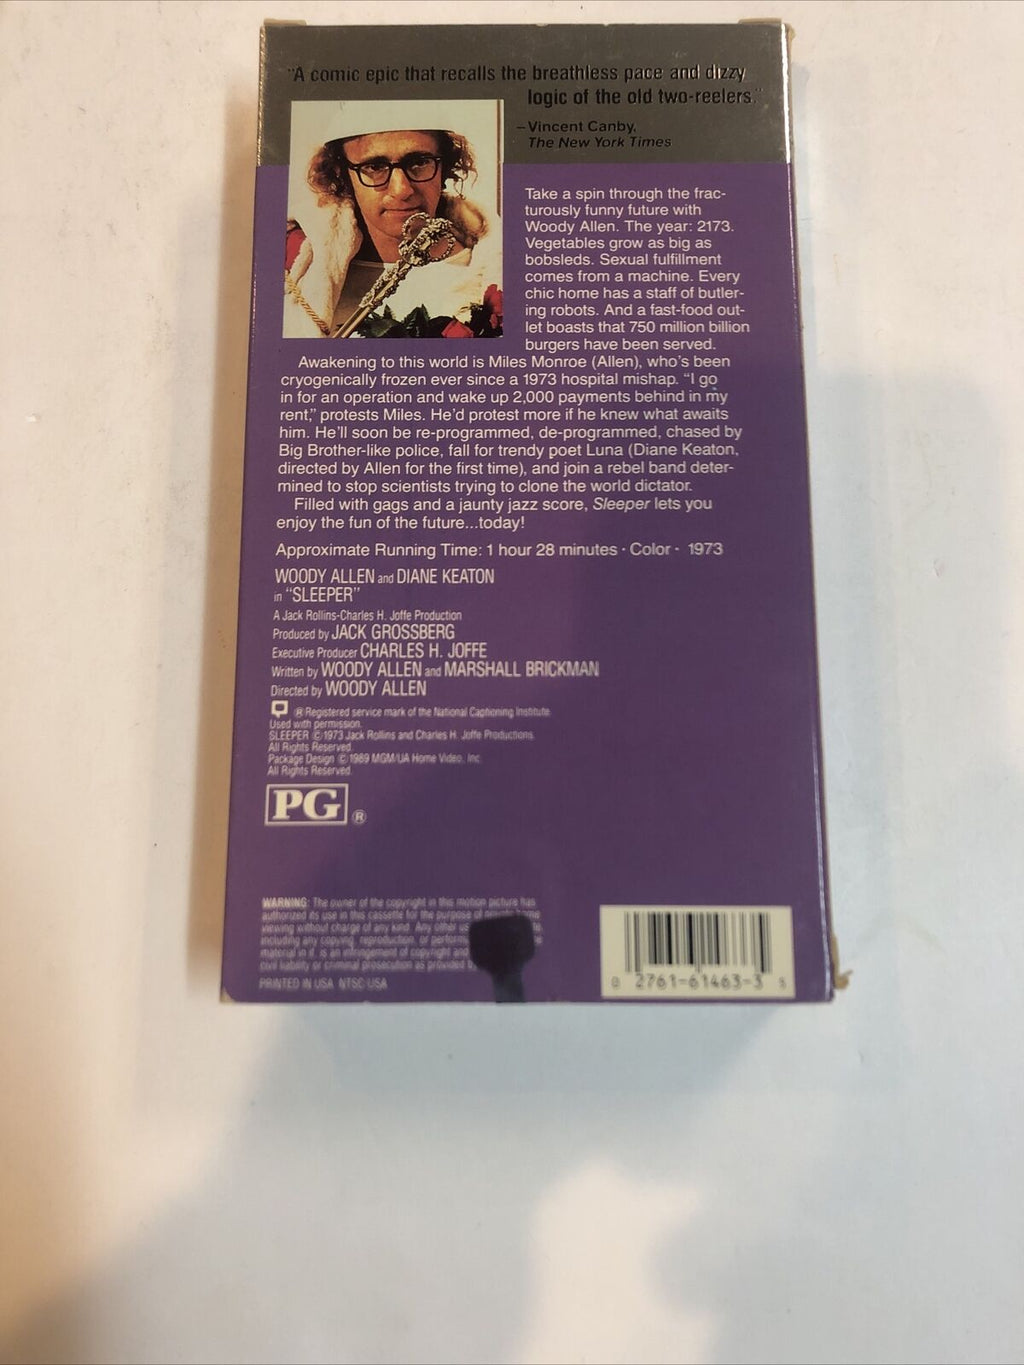 "A comic epic that recalls the breathless pace and dizzy
logic of the old two-reelers."
–Vincent Canby,
The New York Times
Take a spin through the frac-
turously funny future with
Woody Allen. The year: 2173.
Vegetables grow as big as
bobsleds. Sexual fulfillment
comes from a machine. Every
chic home has a staff of butler-
ing robots. And a fast-food out-
let boasts that 750 million billion
burgers have been served.
Awakening to this world is Miles Monroe (Allen), who's been
cryogenically frozen ever since a 1973 hospital mishap. "I go
in for an operation and wake up 2,000 payments behind in my
rent," protests Miles. He'd protest more if he knew what awaits
him. He'll soon be re-programmed, de-programmed, chased by
Big Brother-like police, fall for trendy poet Luna (Diane Keaton,
directed by Allen for the first time), and join a rebel band deter-
mined to stop scientists trying to clone the world dictator.
Filled with gags and a jaunty jazz score, Sleeper lets you
enjoy the fun of the future...today!
Approximate Running Time: 1 hour 28 minutes · Color · 1973
WOODY ALLEN and DIANE KEATON
in "SLEEPER"
A Jack Rollins-Charles H. Joffe Production
Produced by JACK GROSSBERG
Executive Producer CHARLES H. JOFFE
Written by WOODY ALLEN and MARSHALL BRICKMAN
Directed by WOODY ALLEN
® Registered service mark of the National Captioning Institute.
Used with permission.
SLEEPER © 1973 Jack Rollins and Charles H. Joffe Productions.
All Rights Reserved.
Package Design © 1989 MGM/UA Home Video, Inc.
All Rights Reserved.
PG ®
WARNING: The owner of the copyright in this motion picture has
authorized its use in this cassette for the purpose of
viewing without charge of any kind. Any other
including any copying, reproduction, or
material in it, is an infringement of copyright and
civil liability or criminal prosecution as provided
PRINTED IN USA NTSC USA
0 2761-61463-3 8